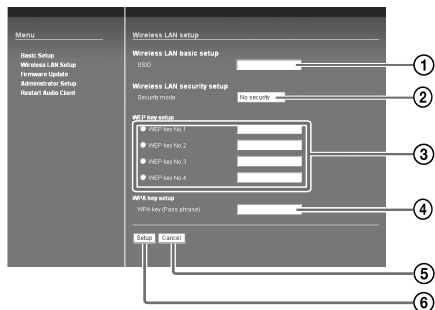 Menu
Basic Setup
Wireless LAN Setup
Firmware Update
Administrator Setup
Restart Audio Client
Wireless LAN setup
Wireless LAN basic setup
SSID
1
Wireless LAN security setup
Security mode
No security
2
WEP key setup
WEP key No.1
WEP key No.2
WEP key No.3
WEP key No.4
3
WPA key setup
WPA key (Pass phrase)
4
Setup
Cancel
5
6